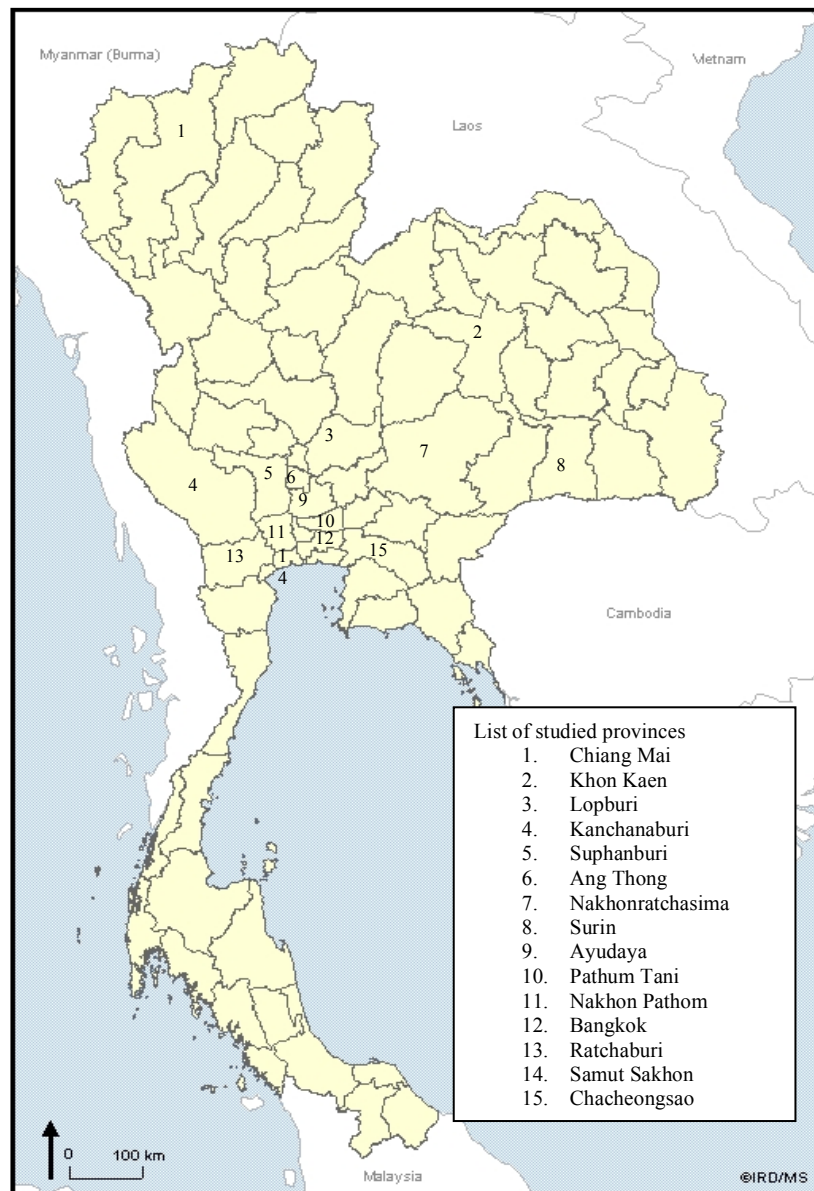 Myanmar (Burma)
Vietnam
Laos
1
2
3
4
5
6
7
8
9
10
11
12
13
1
4
15
Cambodia
List of studied provinces
1. Chiang Mai
2. Khon Kaen
3. Lopburi
4. Kanchanaburi
5. Suphanburi
6. Ang Thong
7. Nakhonratchasima
8. Surin
9. Ayudaya
10. Pathum Tani
11. Nakhon Pathom
12. Bangkok
13. Ratchaburi
14. Samut Sakhon
15. Chacheongsao
0 100 km
Malaysia
©IRD/MS